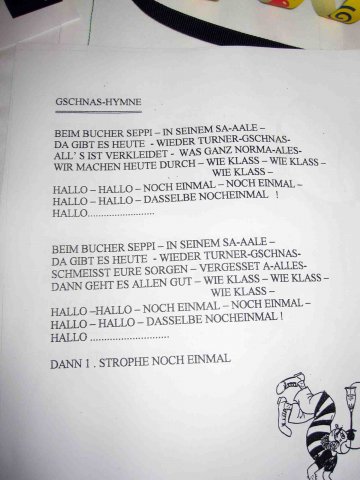 GSCHNAS-HYMNE
BEIM BUCHER SEPPI – IN SEINEM SA-AALE –
DA GIBT ES HEUTE - WIEDER TURNER-GSCHNAS-
ALL' S IST VERKLEIDET - WAS GANZ NORMA-ALES-
WIR MACHEN HEUTE DURCH – WIE KLASS – WIE KLASS –
WIE KLASS –
HALLO – HALLO – NOCH EINMAL – NOCH EINMAL –
HALLO – HALLO – DASSELBE NOCHEINMAL !
HALLO........................
BEIM BUCHER SEPPI – IN SEINEM SA-AALE –
DA GIBT ES HEUTE - WIEDER TURNER-GSCHNAS-
SCHMEISST EURE SORGEN – VERGESSET A-ALLES-
DANN GEHT ES ALLEN GUT – WIE KLASS – WIE KLASS –
WIE KLASS –
HALLO –HALLO – NOCH EINMAL – NOCH EINMAL –
HALLO – HALLO – DASSELBE NOCHEINMAL !
HALLO ............................
DANN 1 . STROPHE NOCH EINMAL